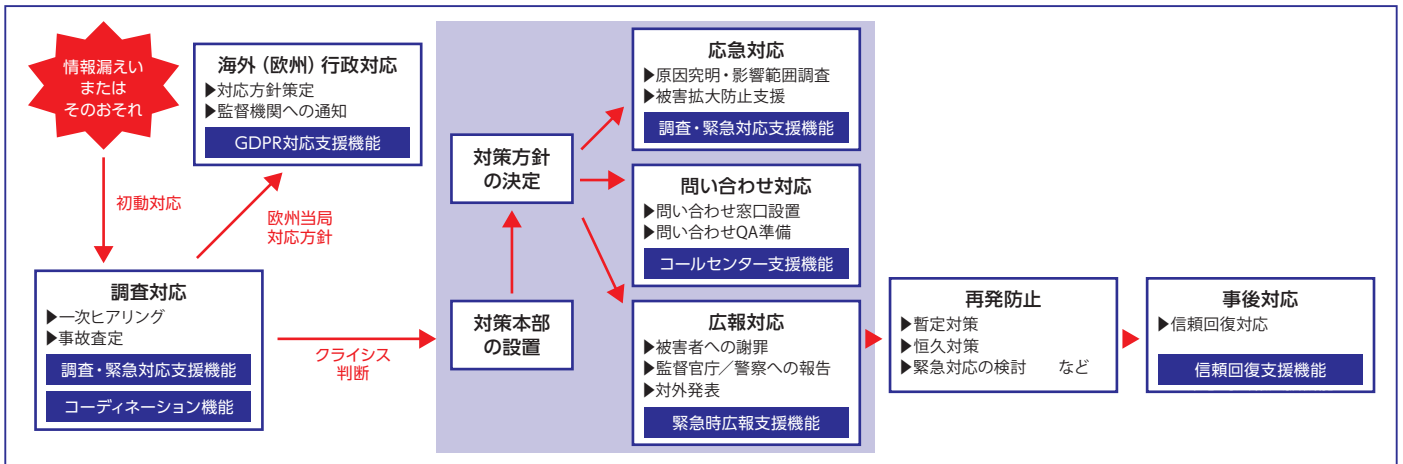 情報漏えい
または
そのおそれ
初動対応
海外（欧州）行政対応
▶対応方針策定
▶監督機関への通知
GDPR対応支援機能
欧州当局
対応方針
調査対応
▶一次ヒアリング
▶事故査定
調査・緊急対応支援機能
コーディネーション機能
クライシス
判断
対策本部
の設置
対策方針
の決定
応急対応
▶原因究明・影響範囲調査
▶被害拡大防止支援
調査・緊急対応支援機能
問い合わせ対応
▶問い合わせ窓口設置
▶問い合わせQA準備
コールセンター支援機能
広報対応
▶被害者への謝罪
▶監督官庁／警察への報告
▶対外発表
緊急時広報支援機能
再発防止
▶暫定対策
▶恒久対策
▶緊急対応の検討　など
事後対応
▶信頼回復対応
信頼回復支援機能